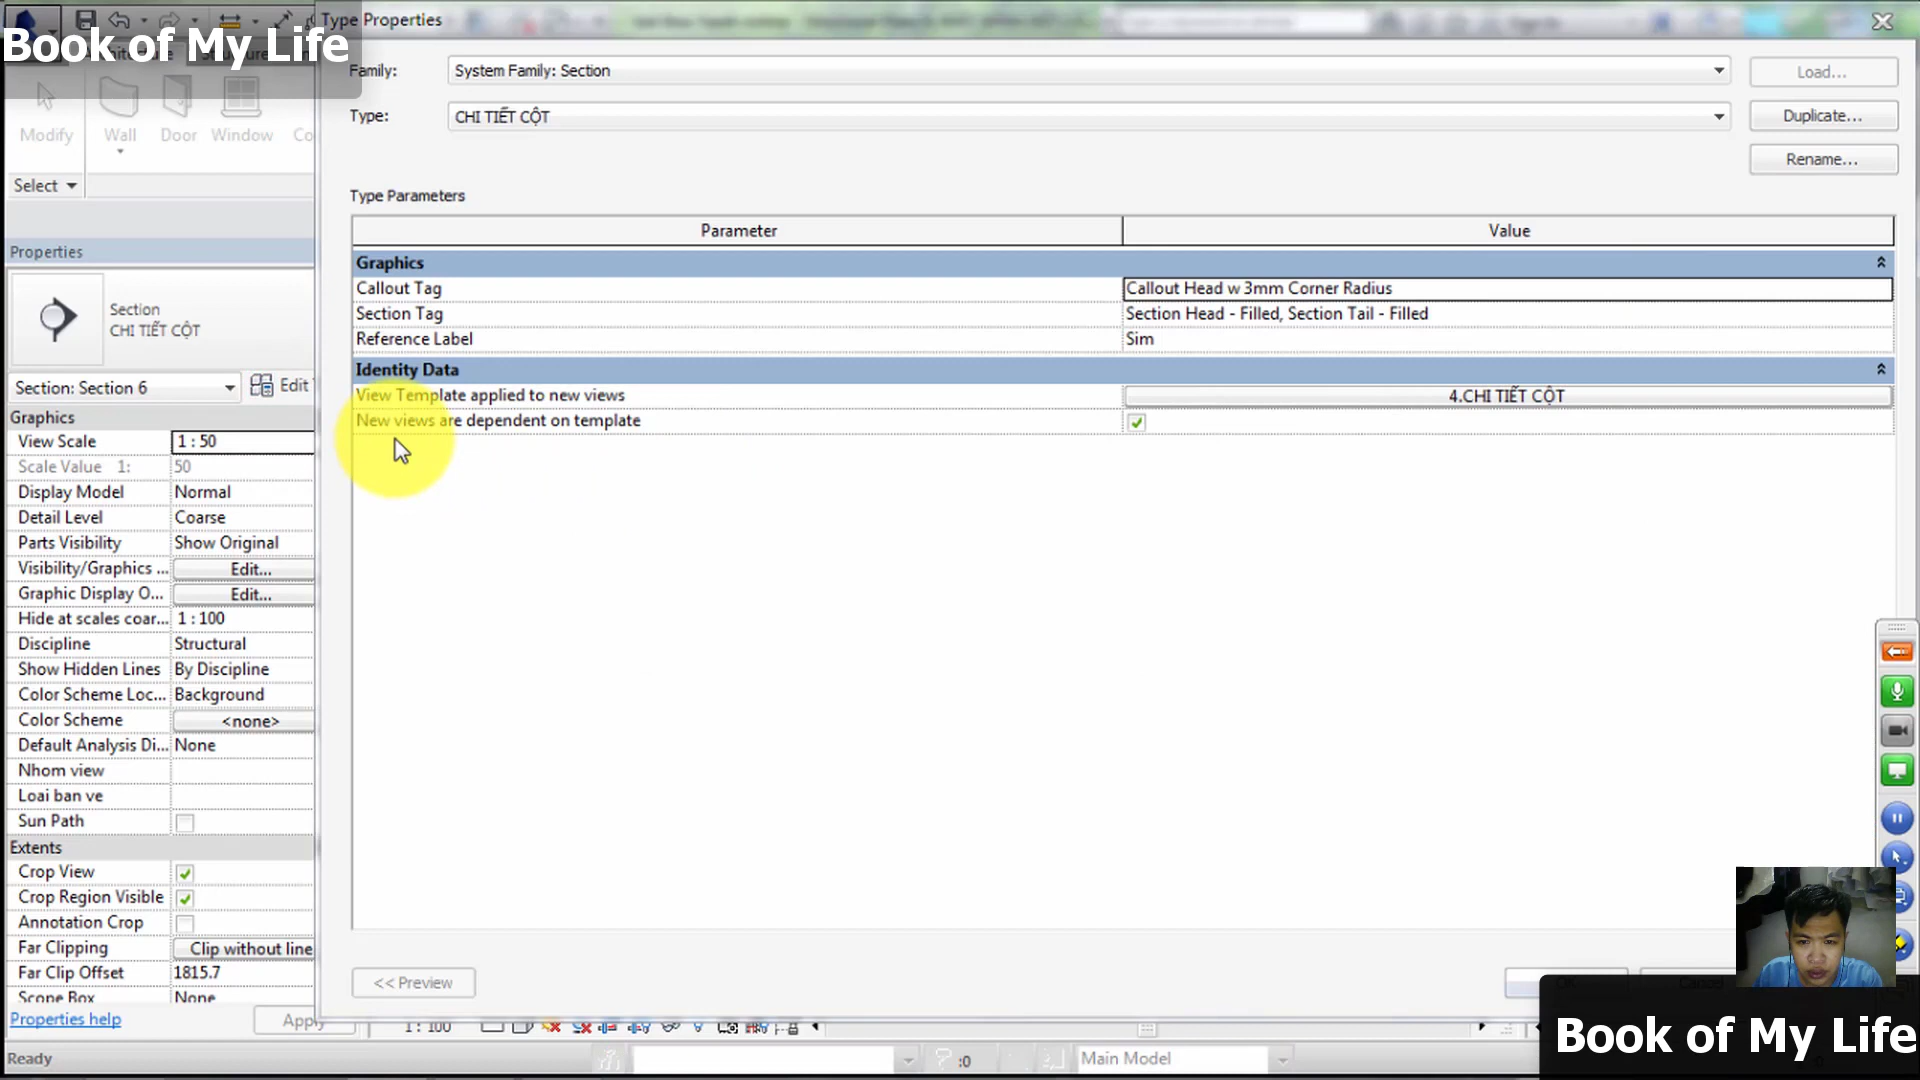 Type Properties
Book of My Life
Family:
System Family: Section
Load...
Type:
CHI TIẾT CỘT
Duplicate...
Rename...
Modify
Wall
Door
Window
Select
Type Parameters
Parameter
Value
Properties
Graphics
Callout Tag
Callout Head w 3mm Corner Radius
Section Tag
Section Head - Filled, Section Tail - Filled
Reference Label
Sim
Identity Data
View Template applied to new views
4.CHI TIẾT CỘT
New views are dependent on template
Section
CHI TIẾT CỘT
Section: Section 6
Edit
Graphics
View Scale
1 : 50
Scale Value 1:
50
Display Model
Normal
Detail Level
Coarse
Parts Visibility
Show Original
Visibility/Graphics ...
Edit...
Graphic Display O...
Edit...
Hide at scales coar...
1 : 100
Discipline
Structural
Show Hidden Lines
By Discipline
Color Scheme Loc...
Background
Color Scheme
<none>
Default Analysis Di...
None
Nhom view
Loai ban ve
Sun Path
Extents
Crop View
Crop Region Visible
Annotation Crop
Far Clipping
Clip without line
Far Clip Offset
1815.7
Scope Box
None
Properties help
Apply
<< Preview
1 : 100
Ready
:0
Main Model
Book of My Life